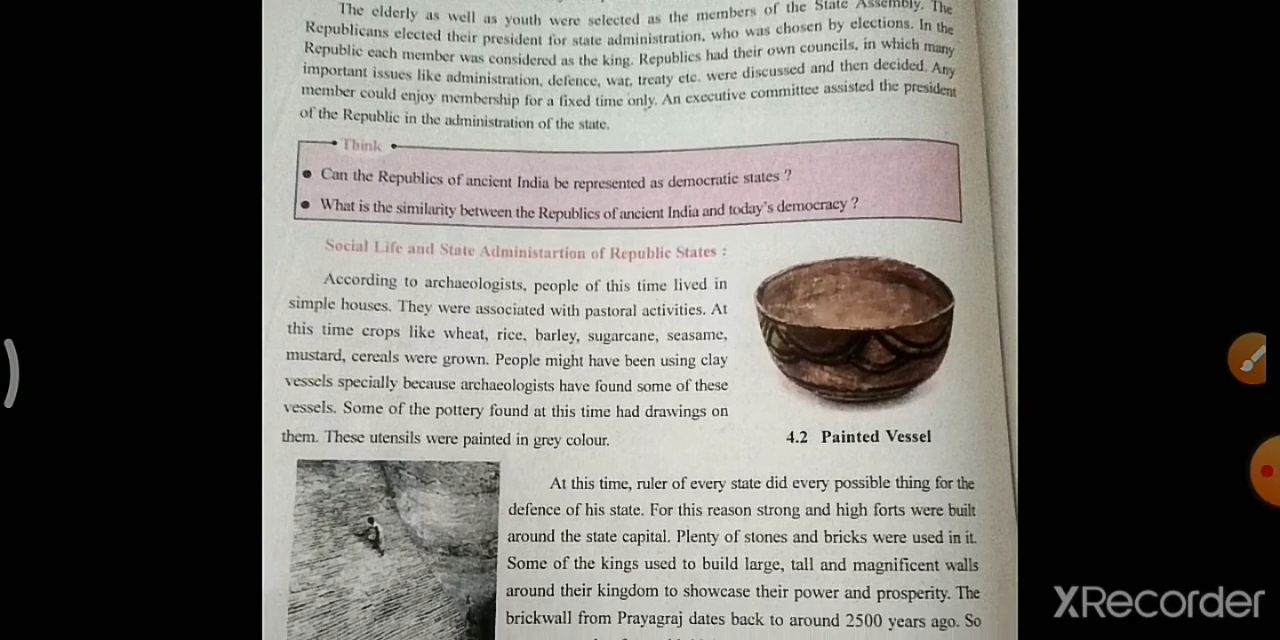 The elderly as well as youth were selected as the members of the State Assembly. The
Republicans elected their president for state administration, who was chosen by elections. In the
Republic each member was considered as the king. Republics had their own councils, in which many
important issues like administration, defence, war, treaty etc. were discussed and then decided. Any
member could enjoy membership for a fixed time only. An executive committee assisted the president
of the Republic in the administration of the state.
Think
• Can the Republics of ancient India be represented as democratic states ?
• What is the similarity between the Republics of ancient India and today's democracy ?
Social Life and State Administartion of Republic States :
According to archaeologists, people of this time lived in
simple houses. They were associated with pastoral activities. At
this time crops like wheat, rice, barley, sugarcane, seasame,
mustard, cereals were grown. People might have been using clay
vessels specially because archaeologists have found some of these
vessels. Some of the pottery found at this time had drawings on
them. These utensils were painted in grey colour.
4.2 Painted Vessel
At this time, ruler of every state did every possible thing for the
defence of his state. For this reason strong and high forts were built
around the state capital. Plenty of stones and bricks were used in it.
Some of the kings used to build large, tall and magnificent walls
around their kingdom to showcase their power and prosperity. The
brickwall from Prayagraj dates back to around 2500 years ago. So
XRecorder